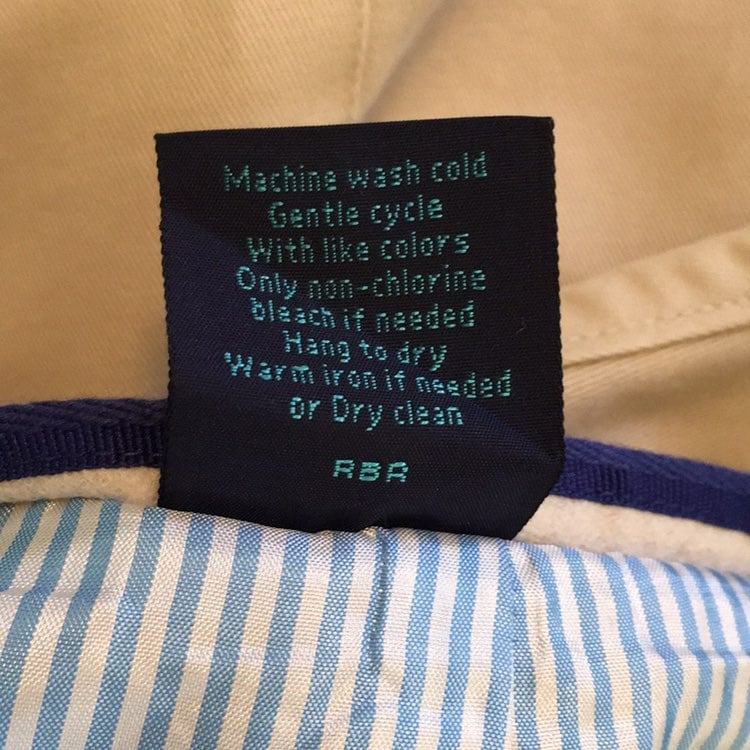 Machine wash cold
Gentle cycle
With like colors
Only non-chlorine
bleach if needed
Hang to dry
Warm iron if needed
or Dry clean
RBR